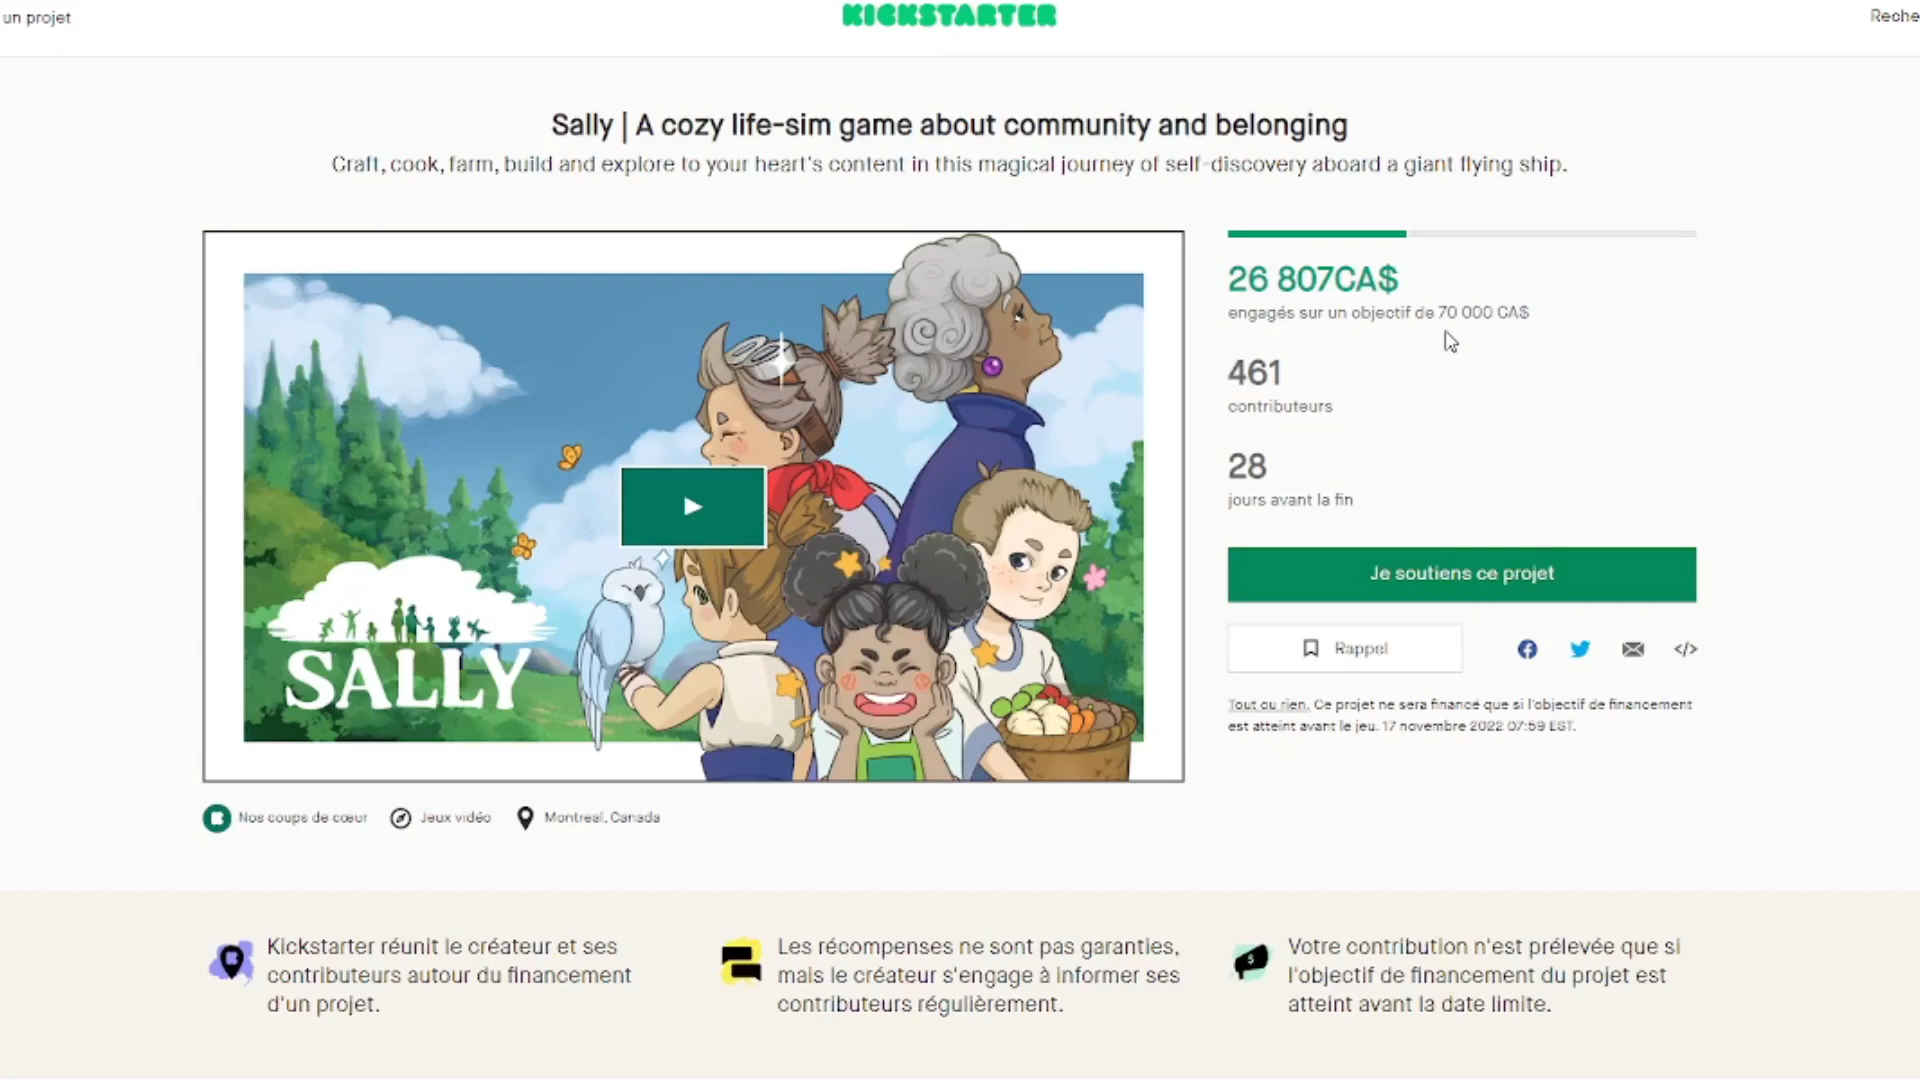 un projet
KICKSTARTER
Reche
Sally | A cozy life-sim game about community and belonging
Craft, cook, farm, build and explore to your heart's content in this magical journey of self-discovery aboard a giant flying ship.
26 807CA$
engagés sur un objectif de 70 000 CA$
461
contributeurs
28
jours avant la fin
Je soutiens ce projet
Rappel
</>
Tout ou rien. Ce projet ne sera financé que si l'objectif de financement
est atteint avant le jeu. 17 novembre 2022 07:59 EST.
SALLY
Nos coups de cœur
Jeux vidéo
Montreal, Canada
Kickstarter réunit le créateur et ses
contributeurs autour du financement
d'un projet.
Les récompenses ne sont pas garanties,
mais le créateur s'engage à informer ses
contributeurs régulièrement.
Votre contribution n'est prélevée que si
l'objectif de financement du projet est
atteint avant la date limite.